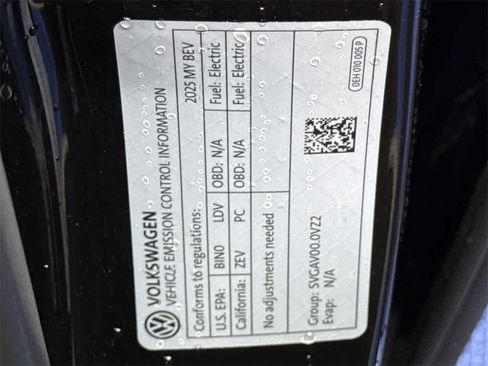 VOLKSWAGEN
VEHICLE EMISSION CONTROL INFORMATION
Conforms to regulations: 2025 MY BEV
U.S. EPA: BIN0 LDV OBD: N/A Fuel: Electric
California: ZEV PC OBD: N/A Fuel: Electric
No adjustments needed
Group: SVGAV00.0VZ2
Evap: N/A
0EH 010 005 P